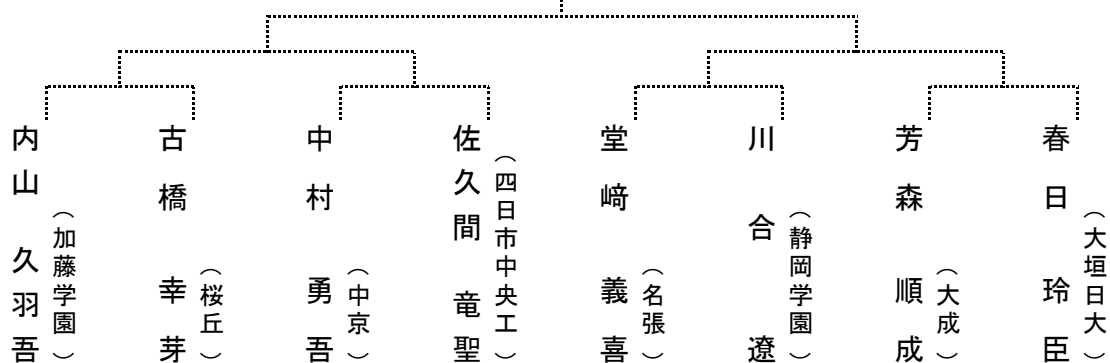 内山 久羽吾
（加藤学園）
古橋 幸芽
（桜丘）
中村 勇吾
（中京）
佐久間 竜聖
（四日市中央工）
堂﨑 義喜
（名張）
川合 遼
（静岡学園）
芳森 順成
（大成）
春日 玲臣
（大垣日大）